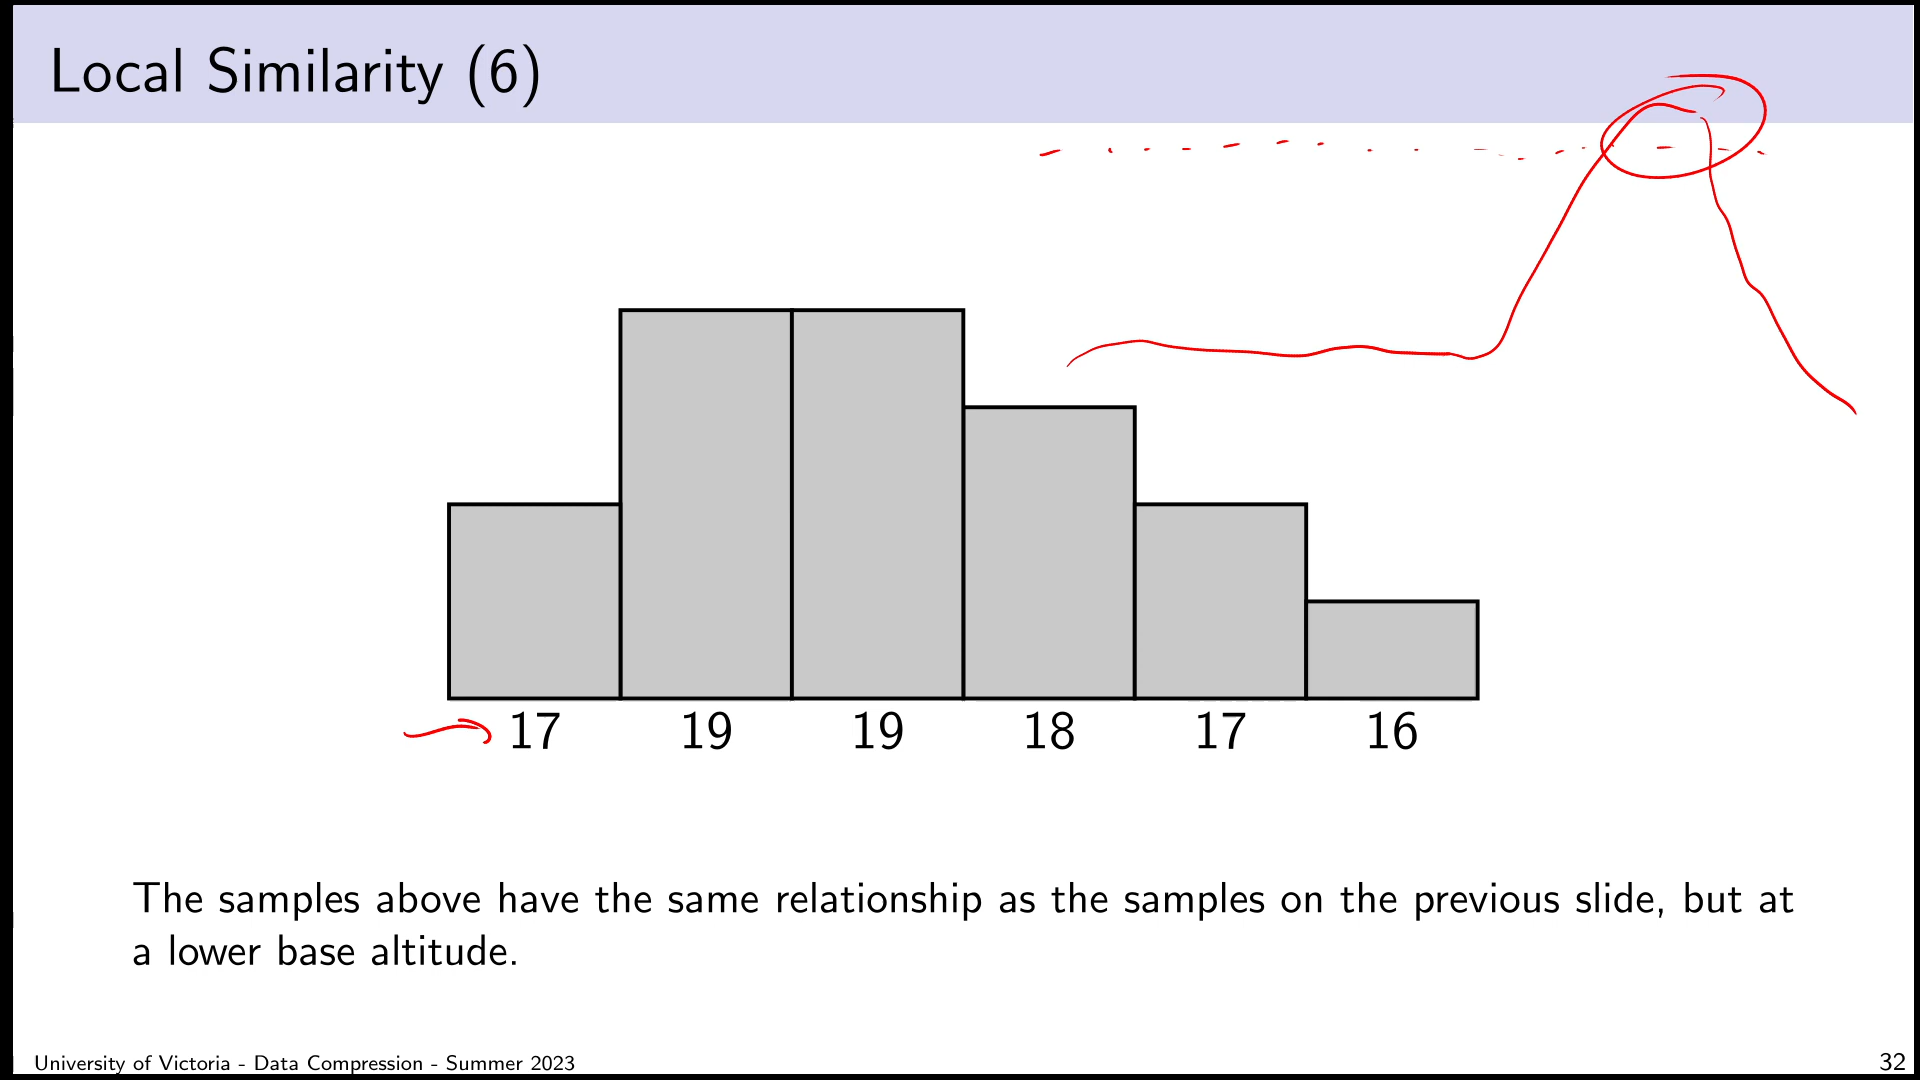 Local Similarity (6)
17 19 19 18 17 16
The samples above have the same relationship as the samples on the previous slide, but at
a lower base altitude.
University of Victoria - Data Compression - Summer 2023
32